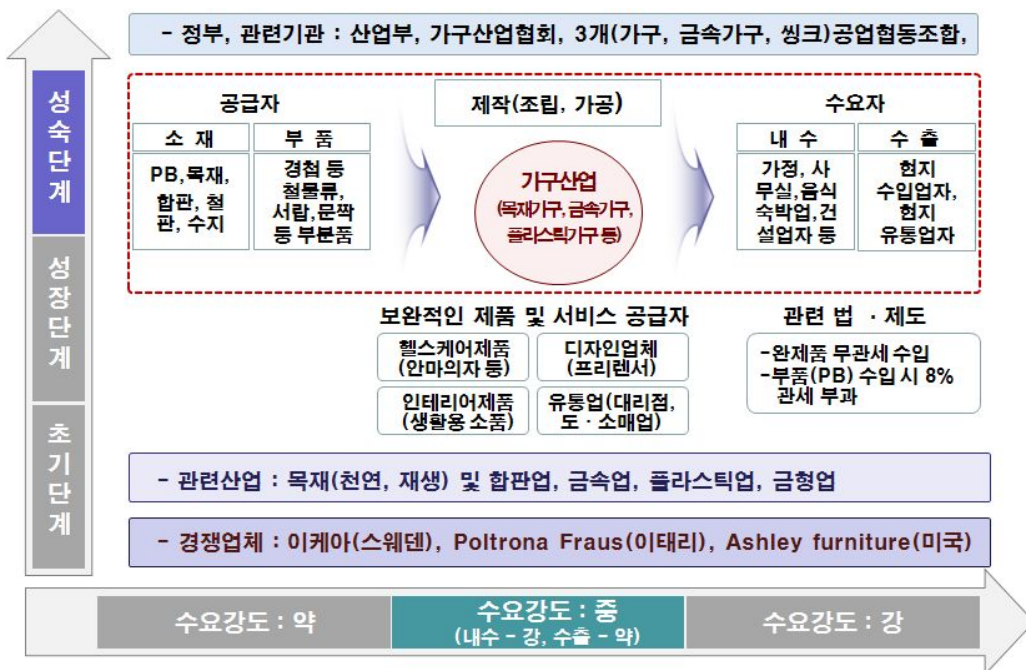 - 정부, 관련기관 : 산업부, 가구산업협회, 3개(가구, 금속가구, 씽크)공업협동조합,
성숙단계
성장단계
초기단계
공급자
소 재
PB,목재,
합판, 철
판, 수지
부 품
경첩 등
철물류,
서랍,문짝
등 부분품
제작(조립, 가공)
가구산업
(목재가구, 금속가구,
플라스틱가구 등)
수요자
내 수
가정, 사
무실,음식
숙박업,건
설업자 등
수 출
현지
수입업자,
현지
유통업자
보완적인 제품 및 서비스 공급자
헬스케어제품
(안마의자 등)
디자인업체
(프리렌서)
인테리어제품
(생활용 소품)
유통업(대리점,
도 · 소매업)
관련 법 · 제도
-완제품 무관세 수입
-부품(PB) 수입 시 8%
관세 부과
- 관련산업 : 목재(천연, 재생) 및 합판업, 금속업, 플라스틱업, 금형업
- 경쟁업체 : 이케아(스웨덴), Poltrona Fraus(이태리), Ashley furniture(미국)
수요강도 : 약
수요강도 : 중
(내수 - 강, 수출 - 약)
수요강도 : 강